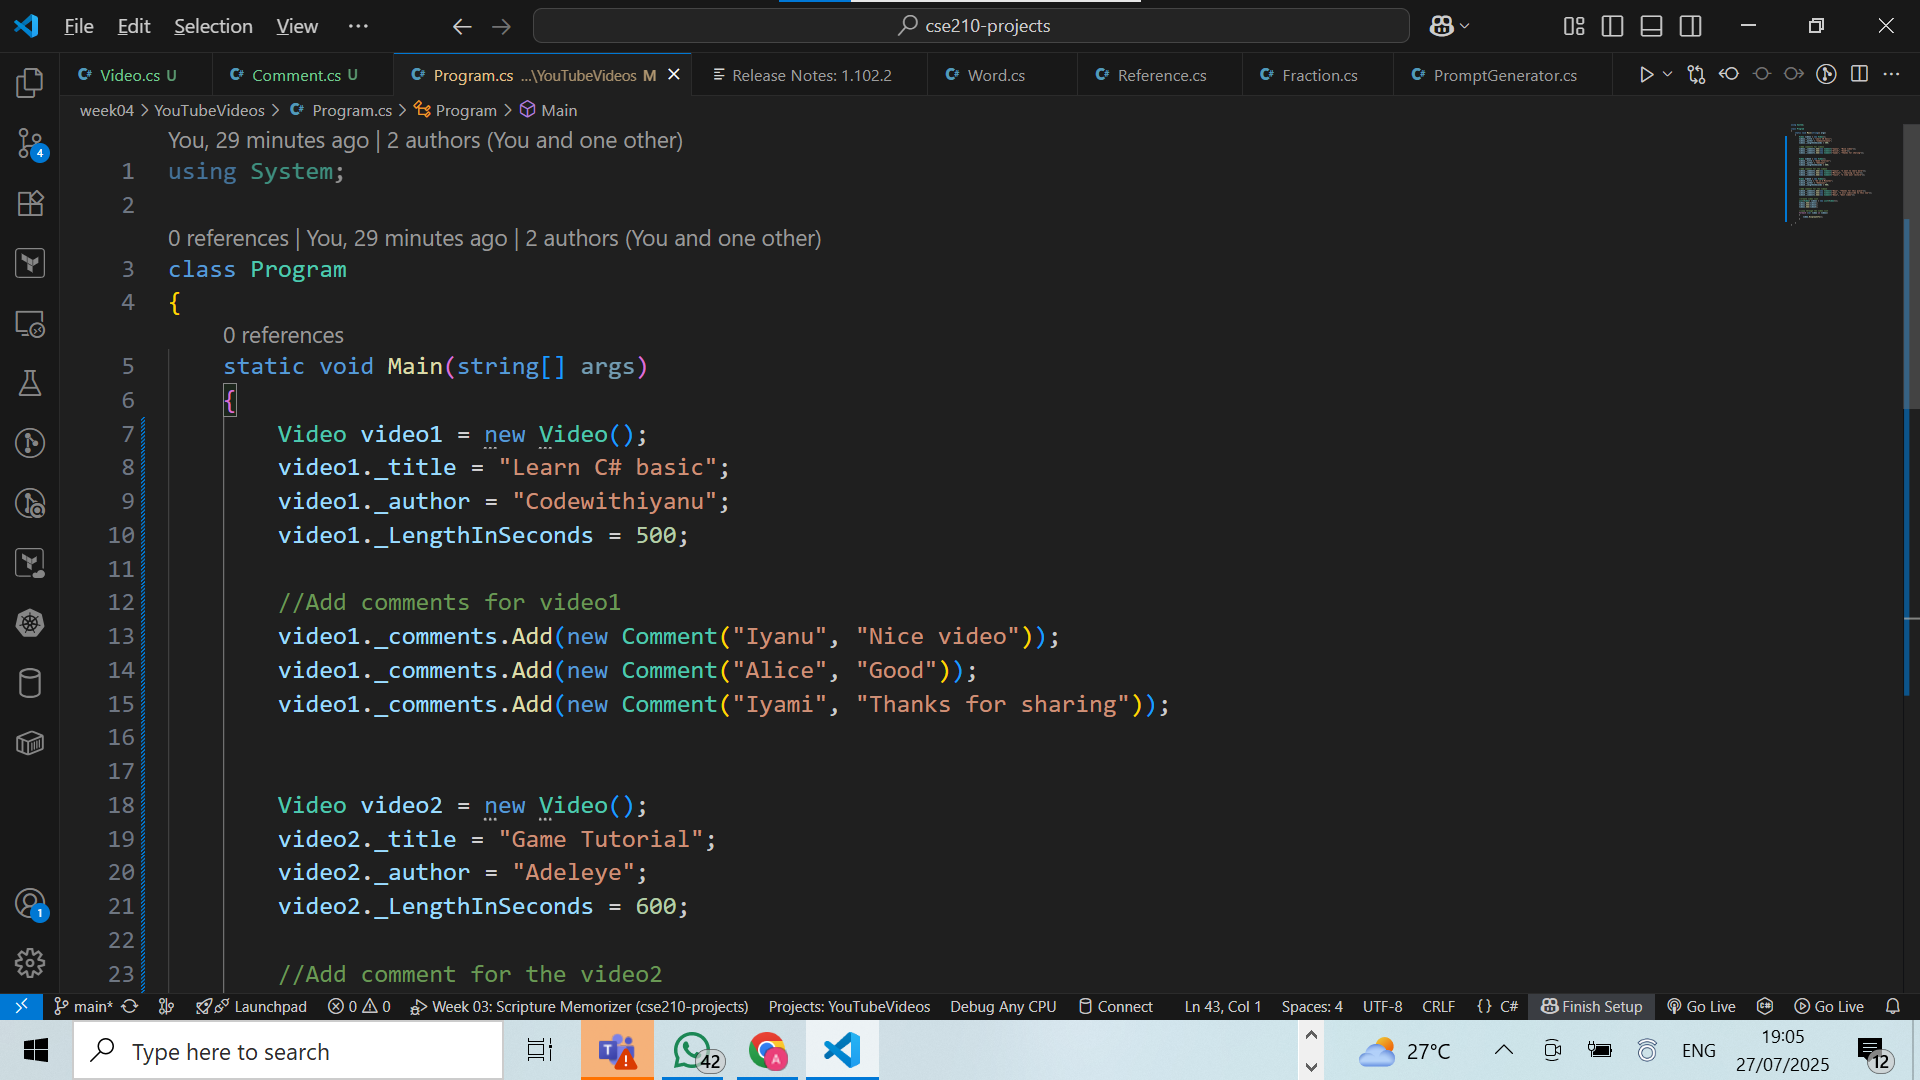 File Edit Selection View ··· cse210-projects
Video.cs U Comment.cs U Program.cs ...\YouTubeVideos M Release Notes: 1.102.2 Word.cs Reference.cs Fraction.cs PromptGenerator.cs
week04 > YouTubeVideos > Program.cs > Program > Main
You, 29 minutes ago | 2 authors (You and one other)
1 using System;
2
0 references | You, 29 minutes ago | 2 authors (You and one other)
3 class Program
4 {
0 references
5 static void Main(string[] args)
6 {
7 Video video1 = new Video();
8 video1._title = "Learn C# basic";
9 video1._author = "Codewithiyanu";
10 video1._LengthInSeconds = 500;
11
12 //Add comments for video1
13 video1._comments.Add(new Comment("Iyanu", "Nice video"));
14 video1._comments.Add(new Comment("Alice", "Good"));
15 video1._comments.Add(new Comment("Iyami", "Thanks for sharing"));
16
17
18 Video video2 = new Video();
19 video2._title = "Game Tutorial";
20 video2._author = "Adeleye";
21 video2._LengthInSeconds = 600;
22
23 //Add comment for the video2
4
1
main* Launchpad 0 0 Week 03: Scripture Memorizer (cse210-projects) Projects: YouTubeVideos Debug Any CPU Connect Ln 43, Col 1 Spaces: 4 UTF-8 CRLF {} C# Finish Setup Go Live Go Live
Type here to search 42 A 27°C ENG 19:05
27/07/2025 12